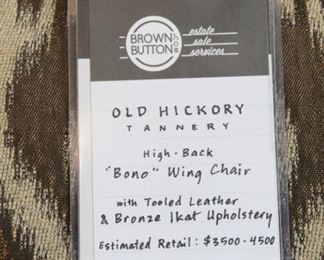 BROWN
BUTTON
.COM
estate
sale
services
OLD HICKORY
TANNERY
High-Back
"Bono" Wing Chair
with Tooled Leather
& Bronze Ikat Upholstery
Estimated Retail: $3500-4500